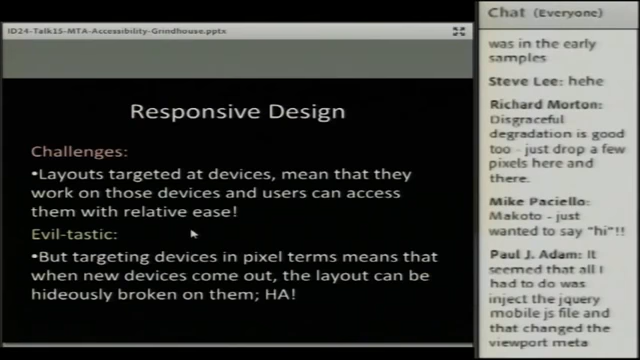 ID24-Talk15-MTA-Accessibility-Grindhouse.pptx
Responsive Design
Challenges:
•Layouts targeted at devices, mean that they
work on those devices and users can access
them with relative ease!
Evil-tastic:
•But targeting devices in pixel terms means that
when new devices come out, the layout can be
hideously broken on them; HA!
Chat (Everyone)
was in the early
samples
Steve Lee: hehe
Richard Morton:
Disgraceful
degradation is good
too - just drop a few
pixels here and
there.
Mike Paciello:
Makoto - just
wanted to say "hi"!!
Paul J. Adam: It
seemed that all I
had to do was
inject the jquery
mobile js file and
that changed the
viewport meta